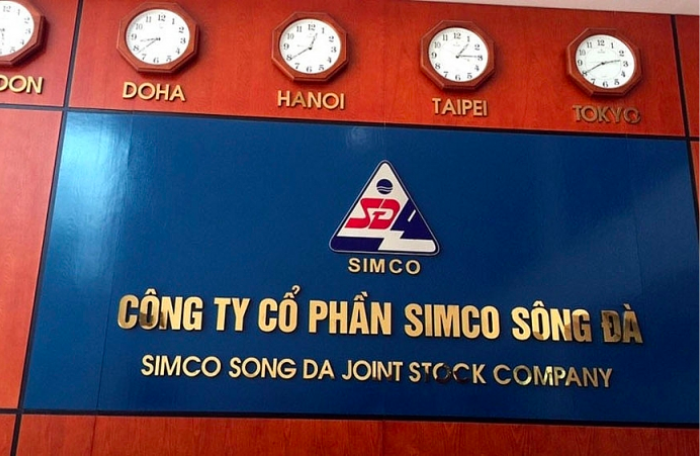 DON
DOHA
HANOI
TAIPEI
TOKYO
SDA
SIMCO
CÔNG TY CỔ PHẦN SIMCO SÔNG ĐÀ
SIMCO SONG DA JOINT STOCK COMPANY